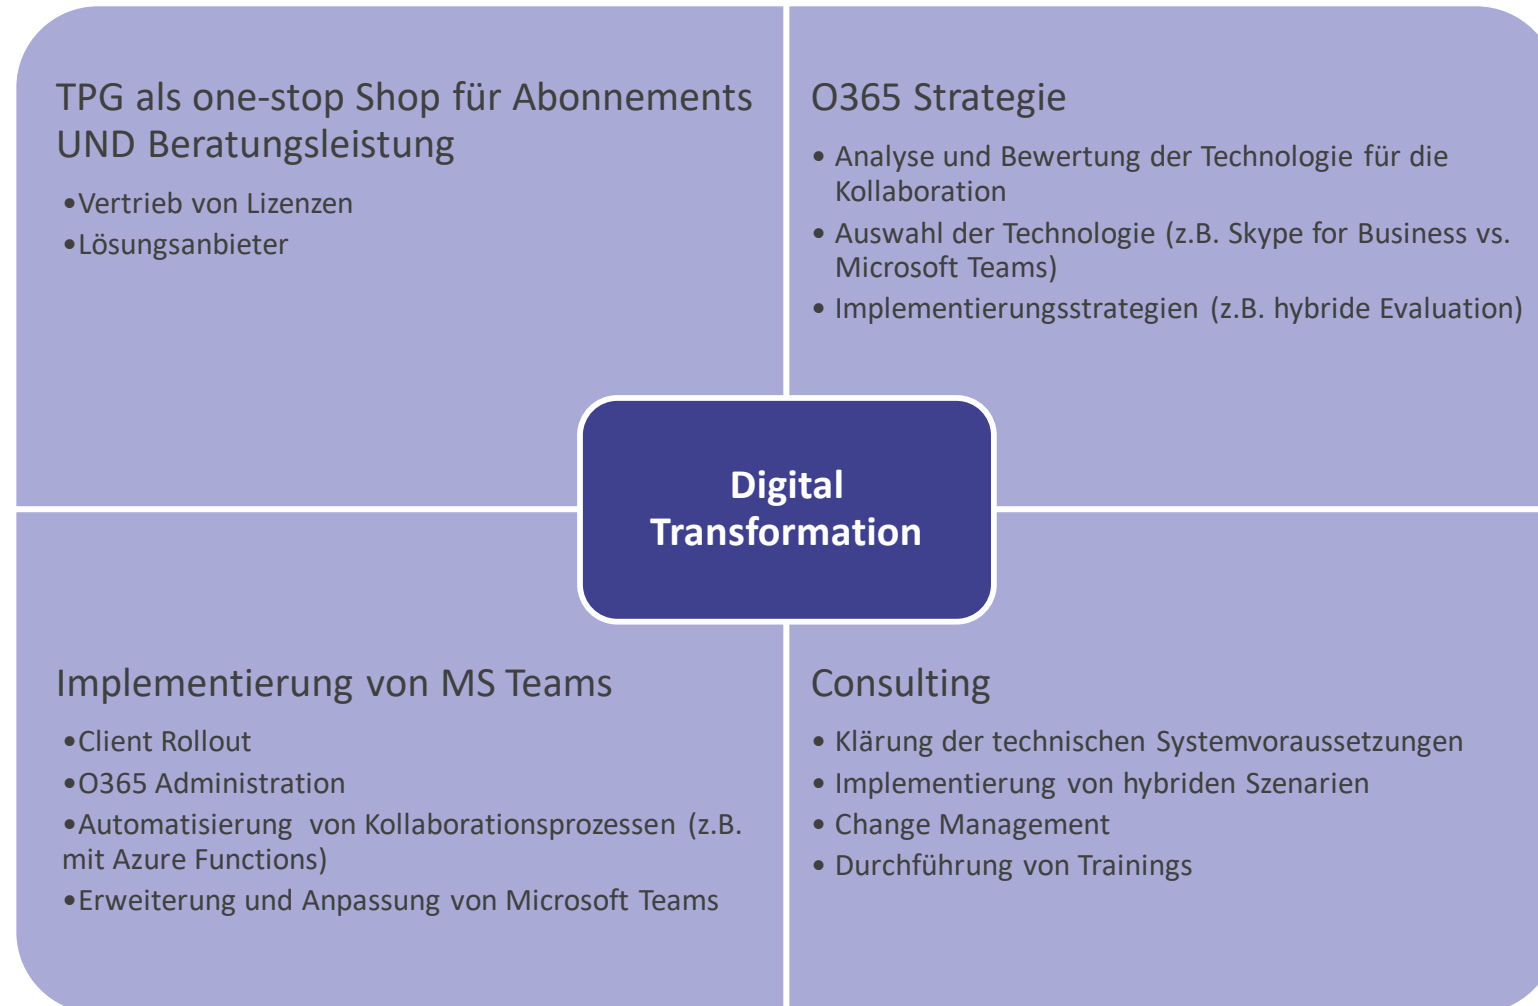 TPG als one-stop Shop für Abonnements
UND Beratungsleistung
•Vertrieb von Lizenzen
•Lösungsanbieter
O365 Strategie
• Analyse und Bewertung der Technologie für die
Kollaboration
• Auswahl der Technologie (z.B. Skype for Business vs.
Microsoft Teams)
• Implementierungsstrategien (z.B. hybride Evaluation)
Digital
Transformation
Implementierung von MS Teams
•Client Rollout
•O365 Administration
•Automatisierung von Kollaborationsprozessen (z.B.
mit Azure Functions)
•Erweiterung und Anpassung von Microsoft Teams
Consulting
• Klärung der technischen Systemvoraussetzungen
• Implementierung von hybriden Szenarien
• Change Management
• Durchführung von Trainings